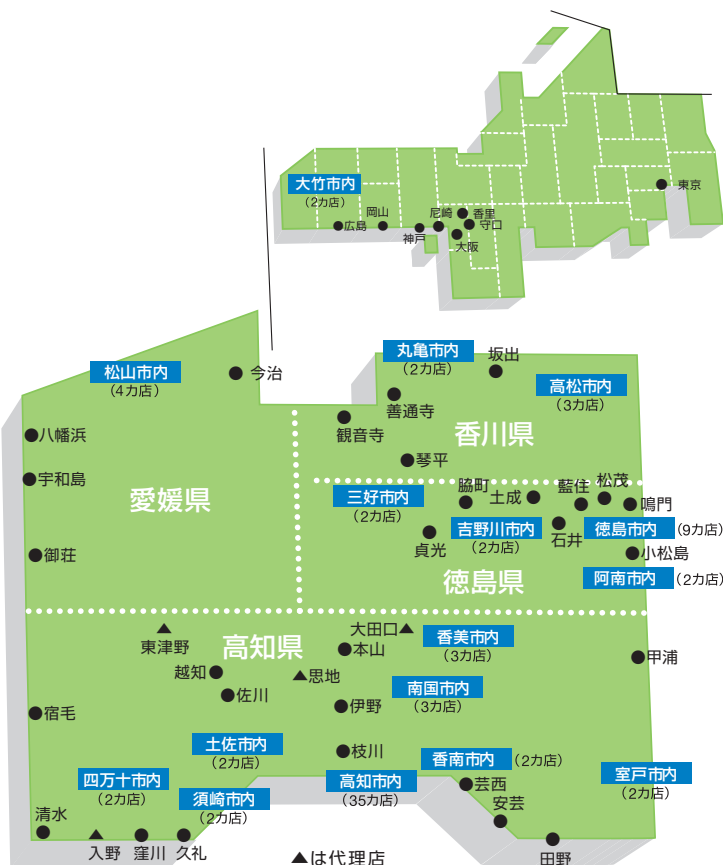 大竹市内
(2カ店)
広島
岡山
神戸
尼崎
香里
守口
大阪
東京
松山市内
(4カ店)
今治
八幡浜
宇和島
御荘
愛媛県
丸亀市内
(2カ店)
坂出
高松市内
(3カ店)
善通寺
観音寺
香川県
琴平
三好市内
(2カ店)
脇町
土成
藍住
松茂
鳴門
吉野川市内
(2カ店)
貞光
石井
徳島市内(9カ店)
小松島
徳島県
阿南市内(2カ店)
東津野
高知県
大田口▲
本山
香美市内
(3カ店)
甲浦
越知
佐川
▲思地
伊野
南国市内
(3カ店)
宿毛
土佐市内
(2カ店)
枝川
香南市内(2カ店)
芸西
四万十市内
(2カ店)
須崎市内
(2カ店)
高知市内
(35カ店)
安芸
室戸市内
(2カ店)
清水
入野
窪川
久礼
田野
▲は代理店